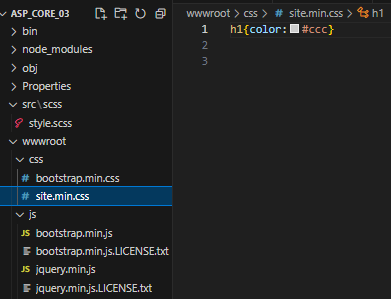 ASP_CORE_03
bin
node_modules
obj
Properties
src\scss
style.scss
wwwroot
css
# bootstrap.min.css
# site.min.css
js
JS bootstrap.min.js
bootstrap.min.js.LICENSE.txt
JS jquery.min.js
jquery.min.js.LICENSE.txt
wwwroot > css > # site.min.css > h1
1 h1{color:#ccc}
2
3